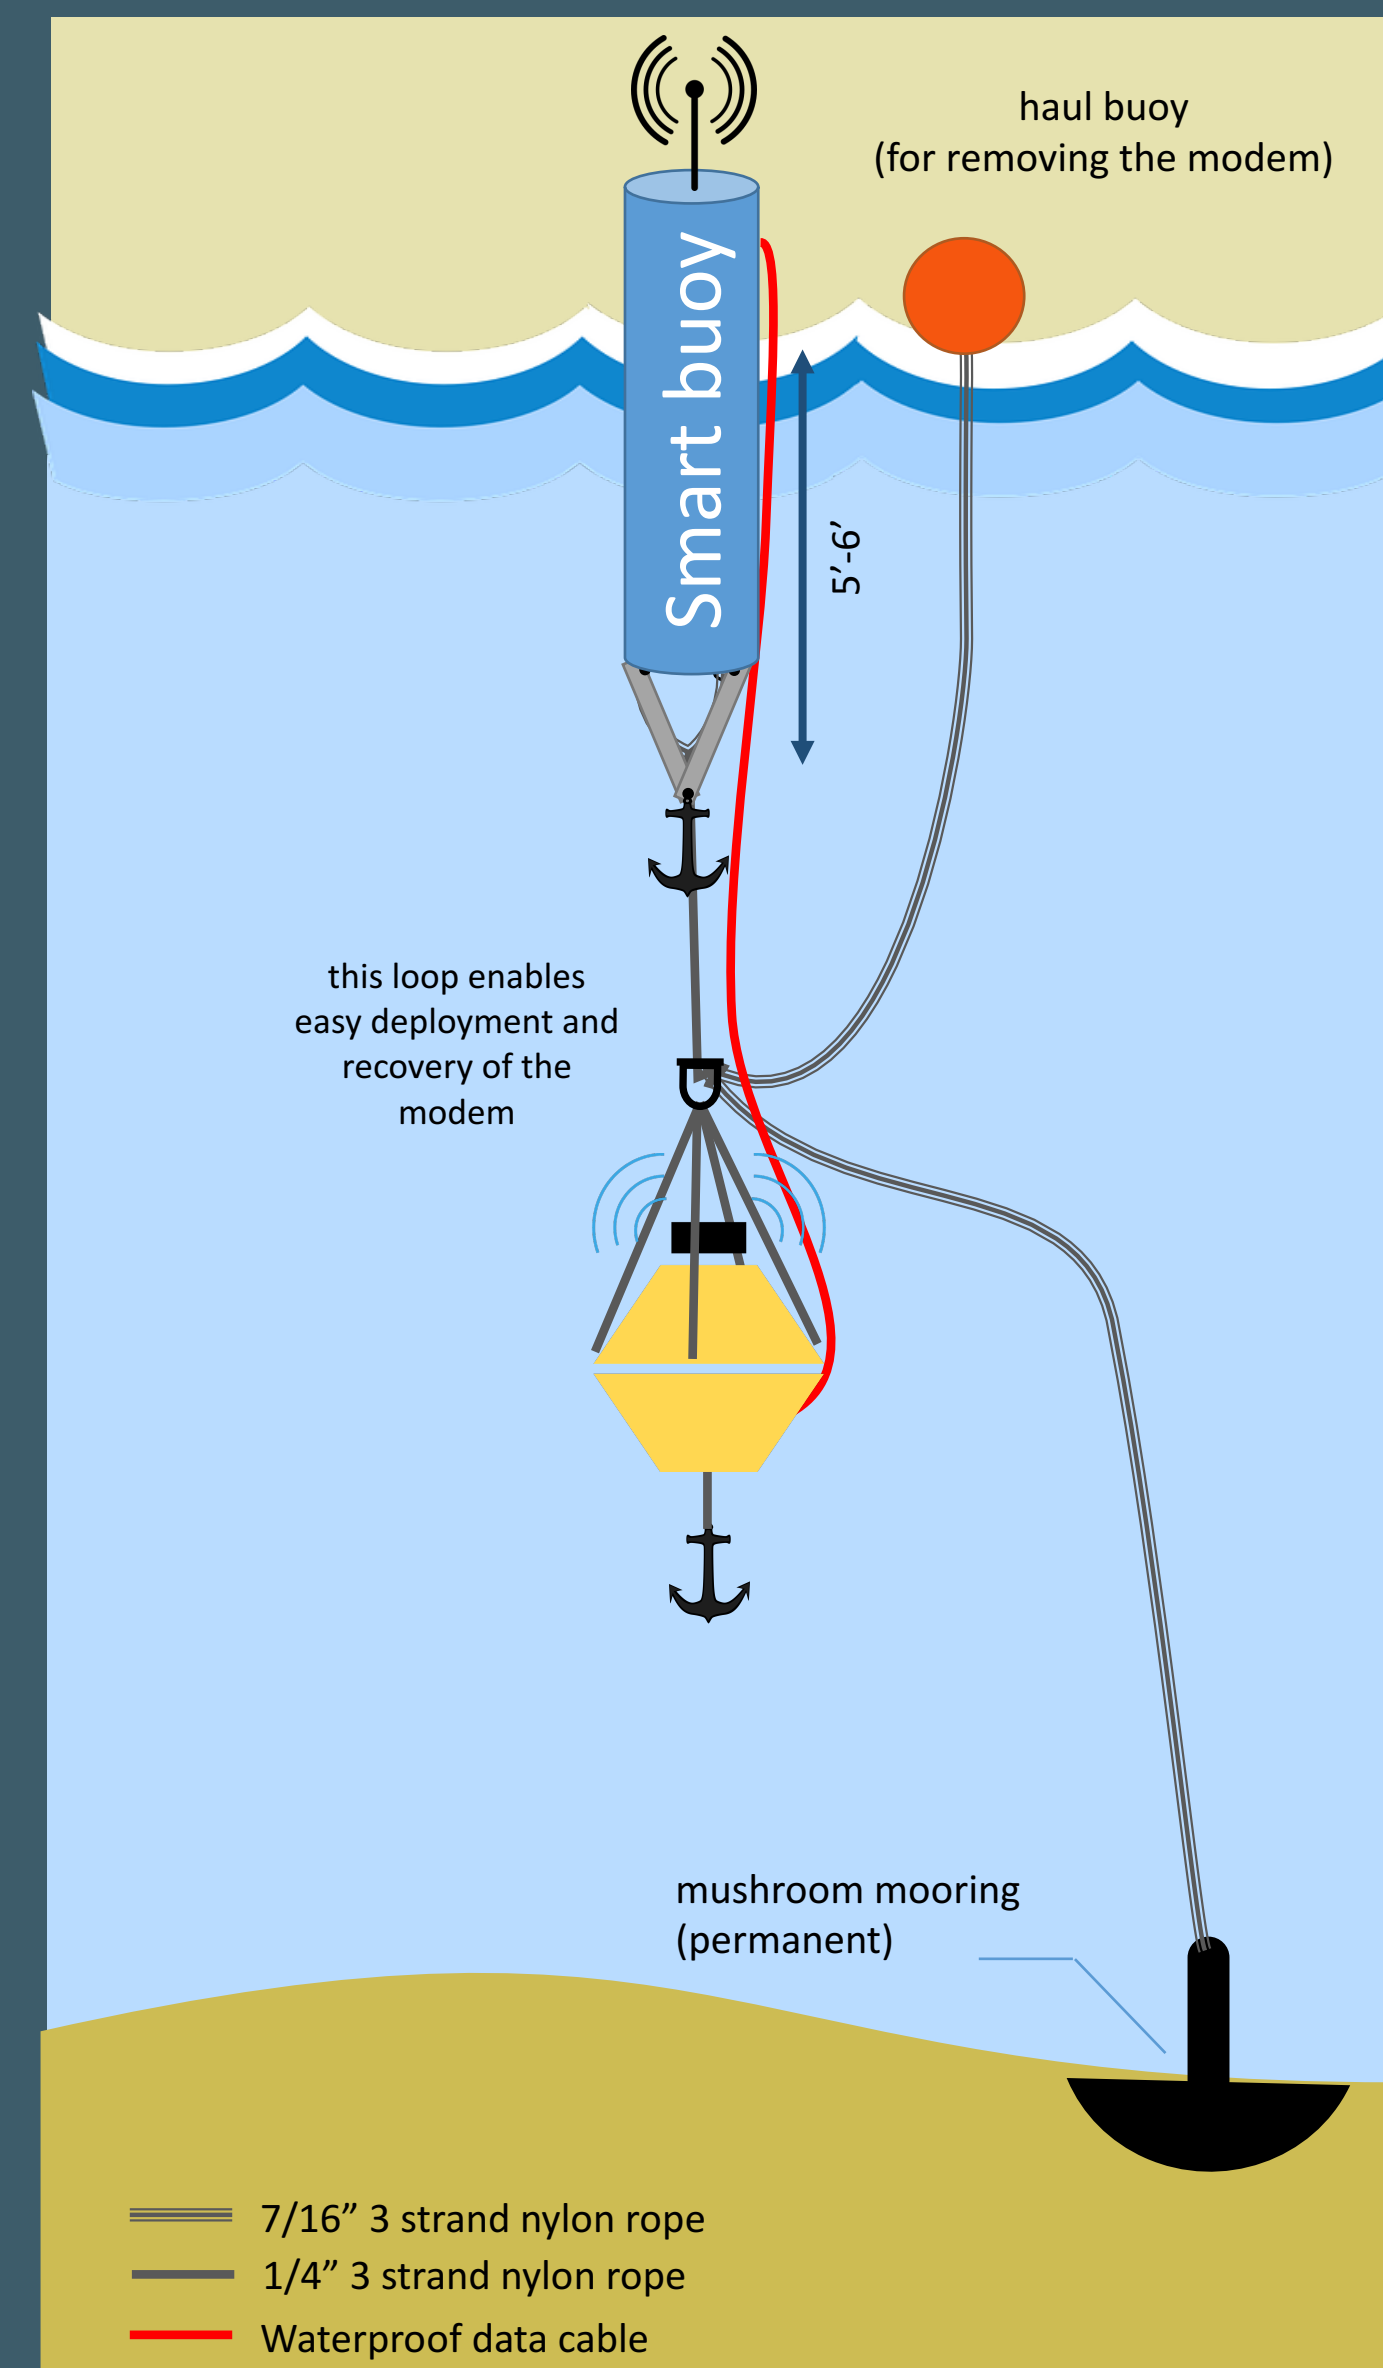 haul buoy
(for removing the modem)
Smart buoy
5’-6’
this loop enables
easy deployment and
recovery of the
modem
mushroom mooring
(permanent)
7/16” 3 strand nylon rope
1/4” 3 strand nylon rope
Waterproof data cable